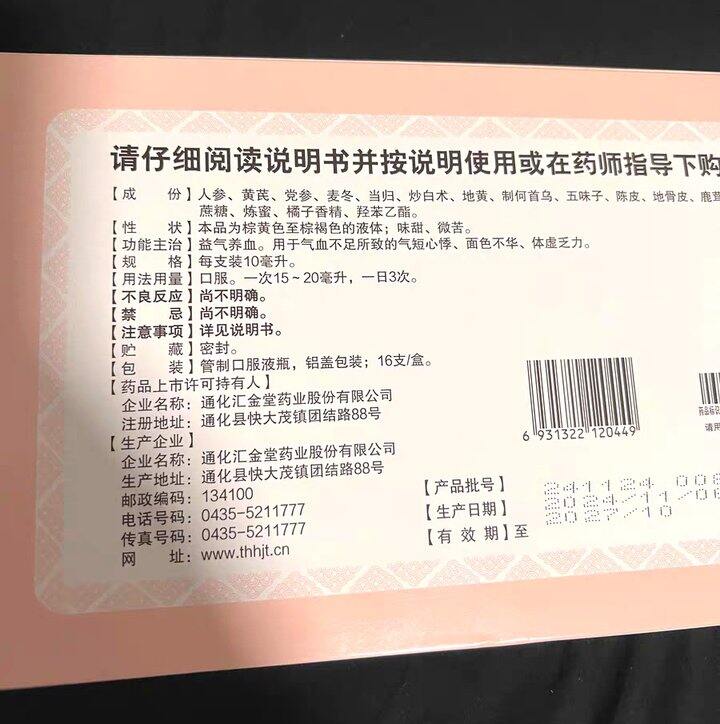 请仔细阅读说明书并按说明使用或在药师指导下购
【成 份】人参、黄芪、党参、麦冬、当归、炒白术、地黄、制何首乌、五味子、陈皮、地骨皮、鹿茸
蔗糖、炼蜜、橘子香精、羟苯乙酯。
【性 状】本品为棕黄色至棕褐色的液体；味甜、微苦。
【功能主治】益气养血。用于气血不足所致的气短心悸、面色不华、体虚乏力。
【规 格】每支装10毫升。
【用法用量】口服。一次15～20毫升，一日3次。
【不良反应】尚不明确。
【禁 忌】尚不明确。
【注意事项】详见说明书。
【贮 藏】密封。
【包 装】管制口服液瓶，铝盖包装；16支/盒。
【药品上市许可持有人】
企业名称：通化汇金堂药业股份有限公司
注册地址：通化县快大茂镇团结路88号
【生产企业】
企业名称：通化汇金堂药业股份有限公司
生产地址：通化县快大茂镇团结路88号
邮政编码：134100
电话号码：0435-5211777
传真号码：0435-5211777
网 址：www.thhjt.cn
6 931322 120449
药品标识
请用
【产品批号】241124 008
【生产日期】2024/11/06
【有 效 期】至 2027/10